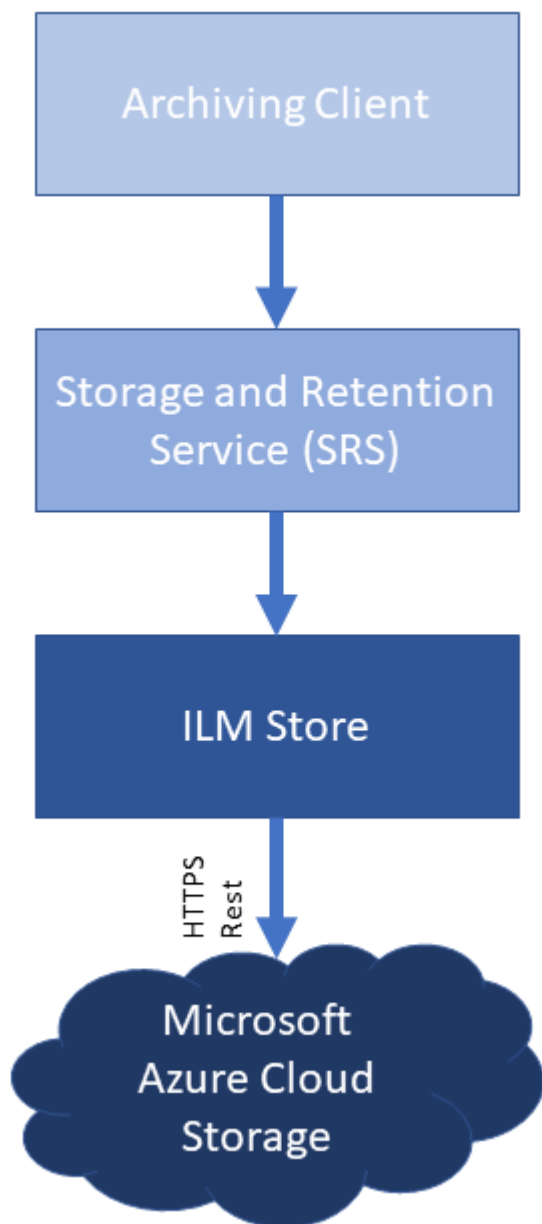 Archiving Client
Storage and Retention
Service (SRS)
ILM Store
HTTPS
Rest
Microsoft
Azure Cloud
Storage